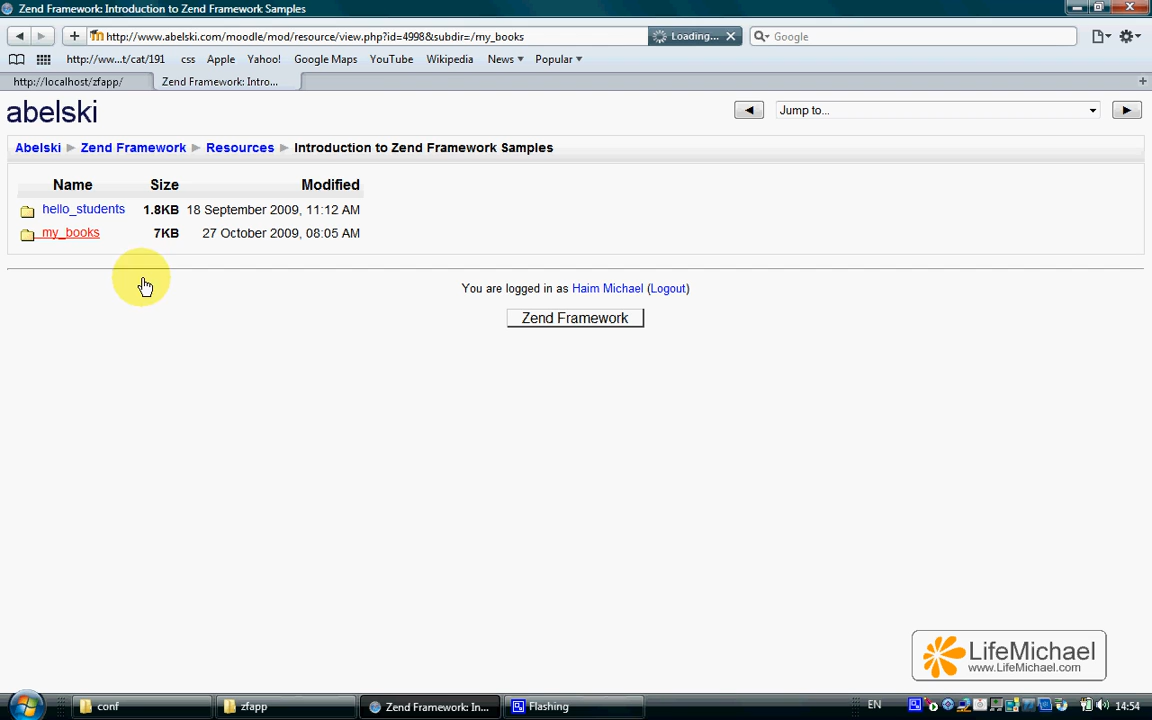 Zend Framework: Introduction to Zend Framework Samples
http://www.abelski.com/moodle/mod/resource/view.php?id=4998&subdir=/my_books
Loading...
Google
http://ww...t/cat/191 css Apple Yahoo! Google Maps YouTube Wikipedia News Popular
http://localhost/zfapp/ Zend Framework: Intro...
abelski
Jump to...
Abelski Zend Framework Resources Introduction to Zend Framework Samples
Name Size Modified
hello_students 1.8KB 18 September 2009, 11:12 AM
my_books 7KB 27 October 2009, 08:05 AM
You are logged in as Haim Michael (Logout)
Zend Framework
LifeMichael
www.LifeMichael.com
conf zfapp Zend Framework: In... Flashing EN 14:54